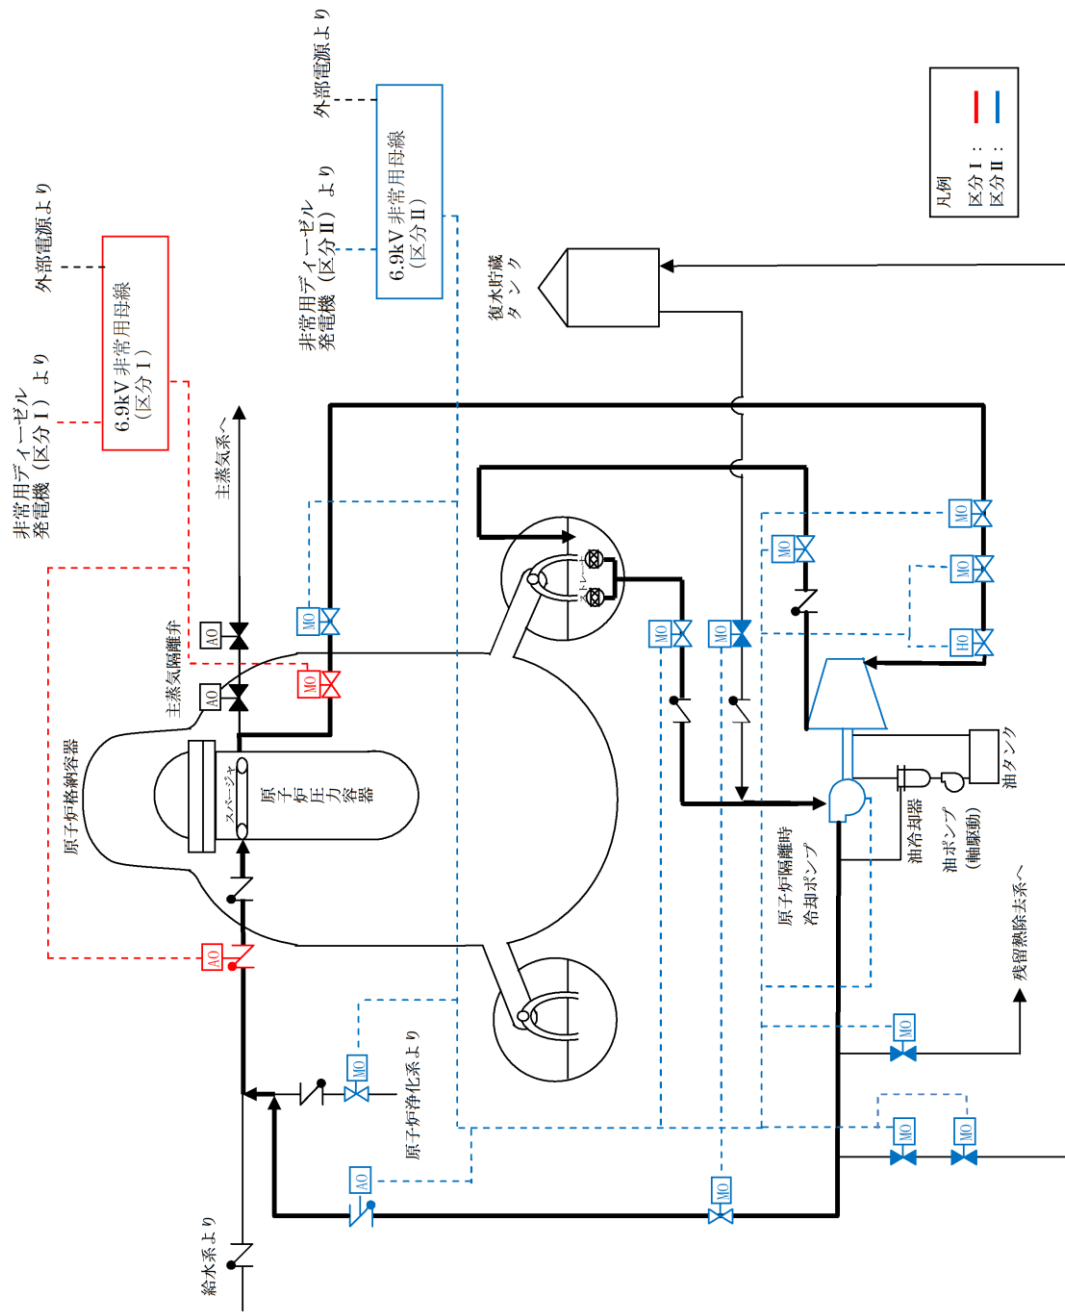 非常用ディーゼル
発電機（区分Ⅰ）より
外部電源より
6.9kV 非常用母線
（区分Ⅰ）
非常用ディーゼル
発電機（区分Ⅱ）より
外部電源より
6.9kV 非常用母線
（区分Ⅱ）
原子炉格納容器
主蒸気隔離弁
主蒸気系へ
AO
AO
MO
MO
スパージャ
原子炉圧力容器
AO
給水系より
MO
原子炉浄化系より
AO
ストレーナ
復水貯蔵
タンク
MO
MO
MO
MO
MO
MO
HO
原子炉隔離時
冷却ポンプ
油冷却器
油ポンプ
（軸駆動）
油タンク
MO
MO
MO
残留熱除去系へ
凡例
区分Ⅰ：
区分Ⅱ：